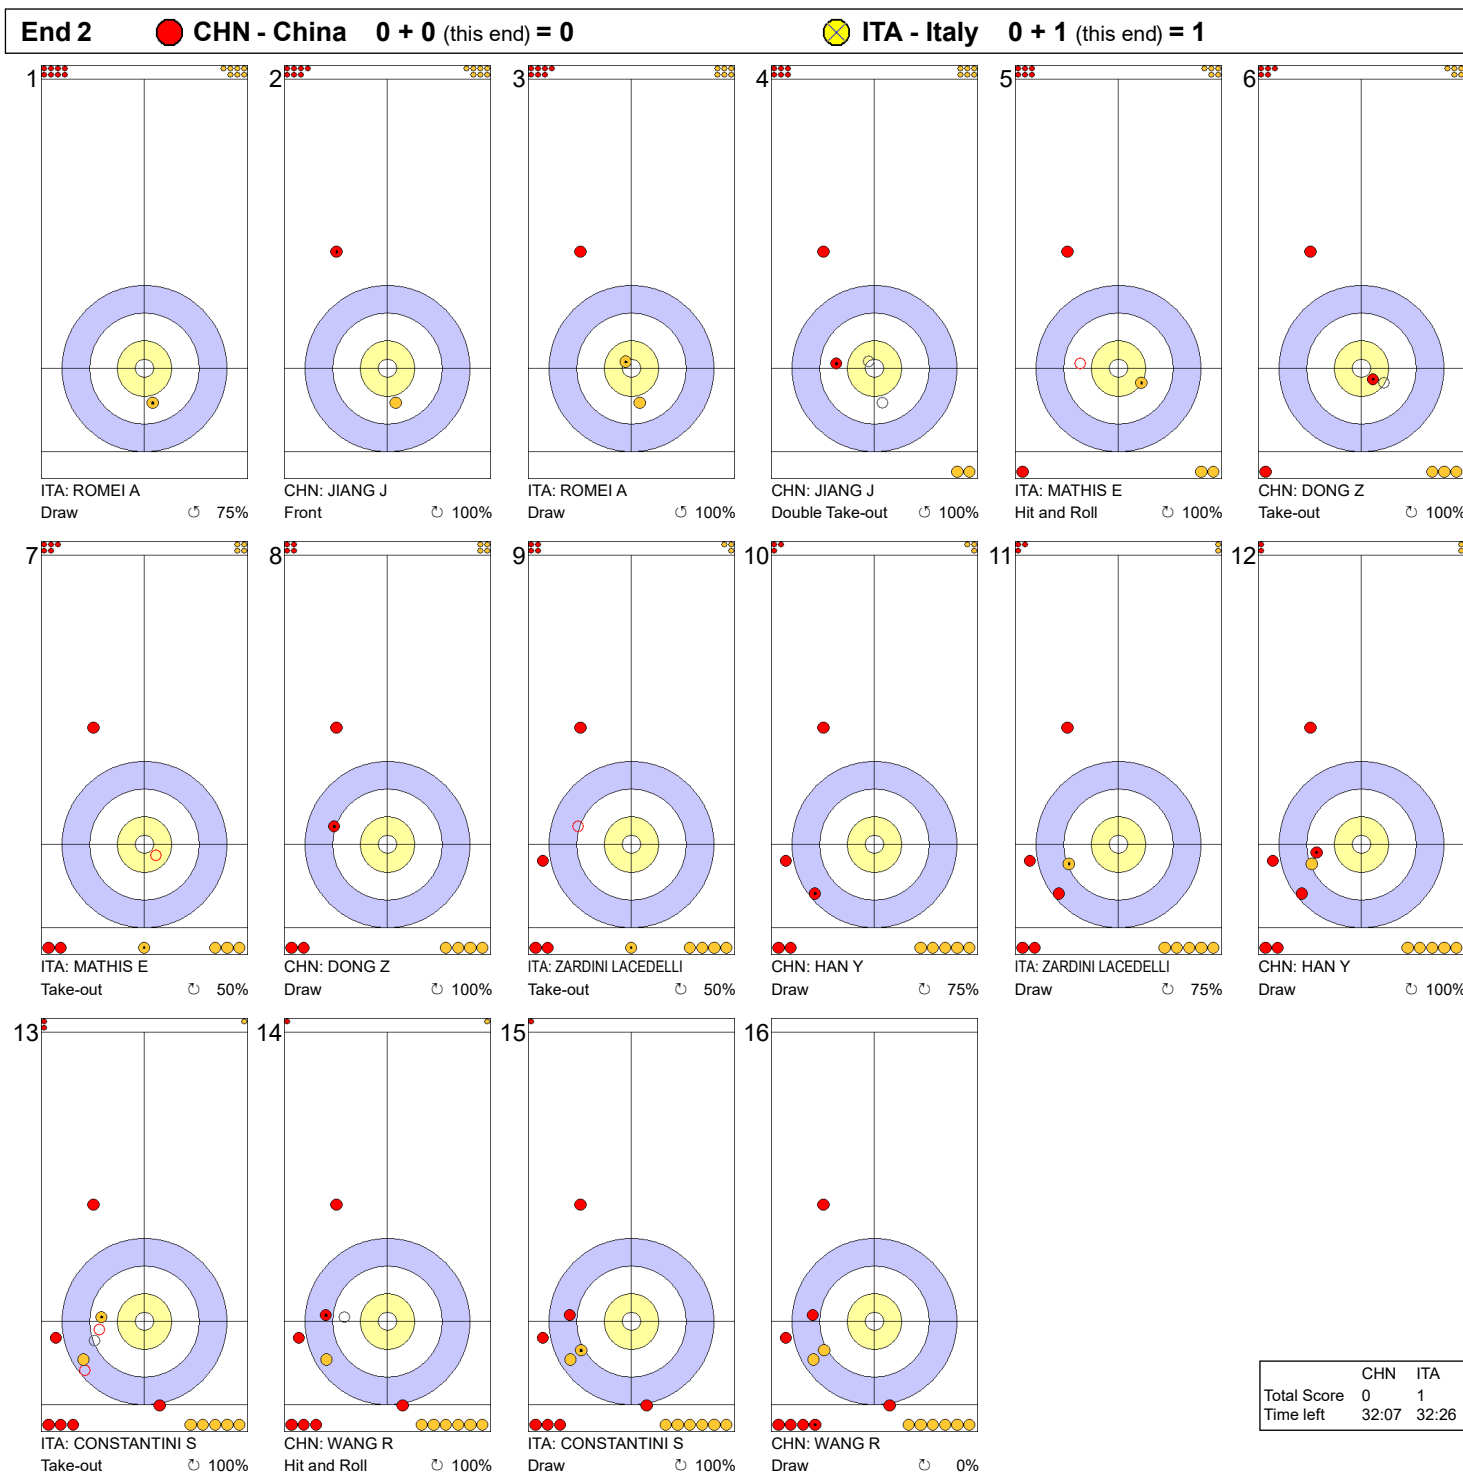 End 2 CHN - China 0 + 0 (this end) = 0 ITA - Italy 0 + 1 (this end) = 1
1 2 3 4 5 6
ITA: ROMEI A CHN: JIANG J ITA: ROMEI A CHN: JIANG J ITA: MATHIS E CHN: DONG Z
Draw ↺ 75% Front ↻ 100% Draw ↺ 100% Double Take-out ↺ 100% Hit and Roll ↻ 100% Take-out ↻ 100%
7 8 9 10 11 12
ITA: MATHIS E CHN: DONG Z ITA: ZARDINI LACEDELLI CHN: HAN Y ITA: ZARDINI LACEDELLI CHN: HAN Y
Take-out ↻ 50% Draw ↻ 100% Take-out ↻ 50% Draw ↻ 75% Draw ↻ 75% Draw ↻ 100%
13 14 15 16
ITA: CONSTANTINI S CHN: WANG R ITA: CONSTANTINI S CHN: WANG R
Take-out ↻ 100% Hit and Roll ↻ 100% Draw ↻ 100% Draw ↻ 0%
CHN ITA
Total Score 0 1
Time left 32:07 32:26